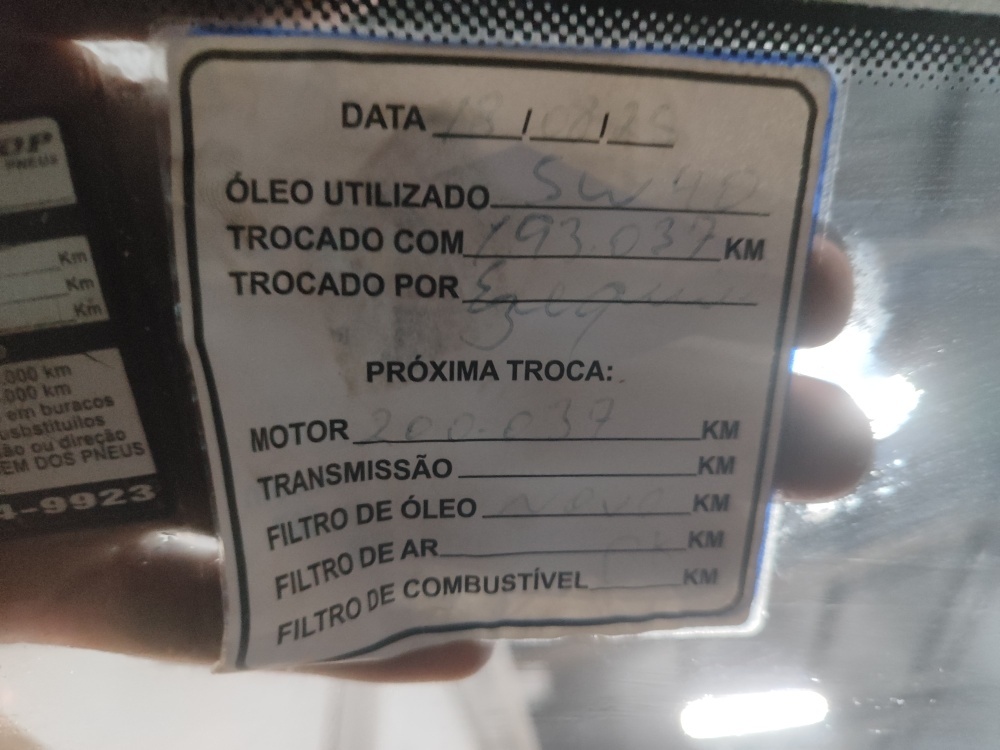 OP
PNEUS
Km
Km
Km
.000 km
.000 km
em buracos
ão ou direção
EM DOS PNEUS
4-9923
DATA 13/08/25
ÓLEO UTILIZADO 5W40
TROCADO COM 193.037 KM
TROCADO POR
PRÓXIMA TROCA:
MOTOR 200.037 KM
TRANSMISSÃO KM
FILTRO DE ÓLEO Novo KM
FILTRO DE AR KM
FILTRO DE COMBUSTÍVEL KM